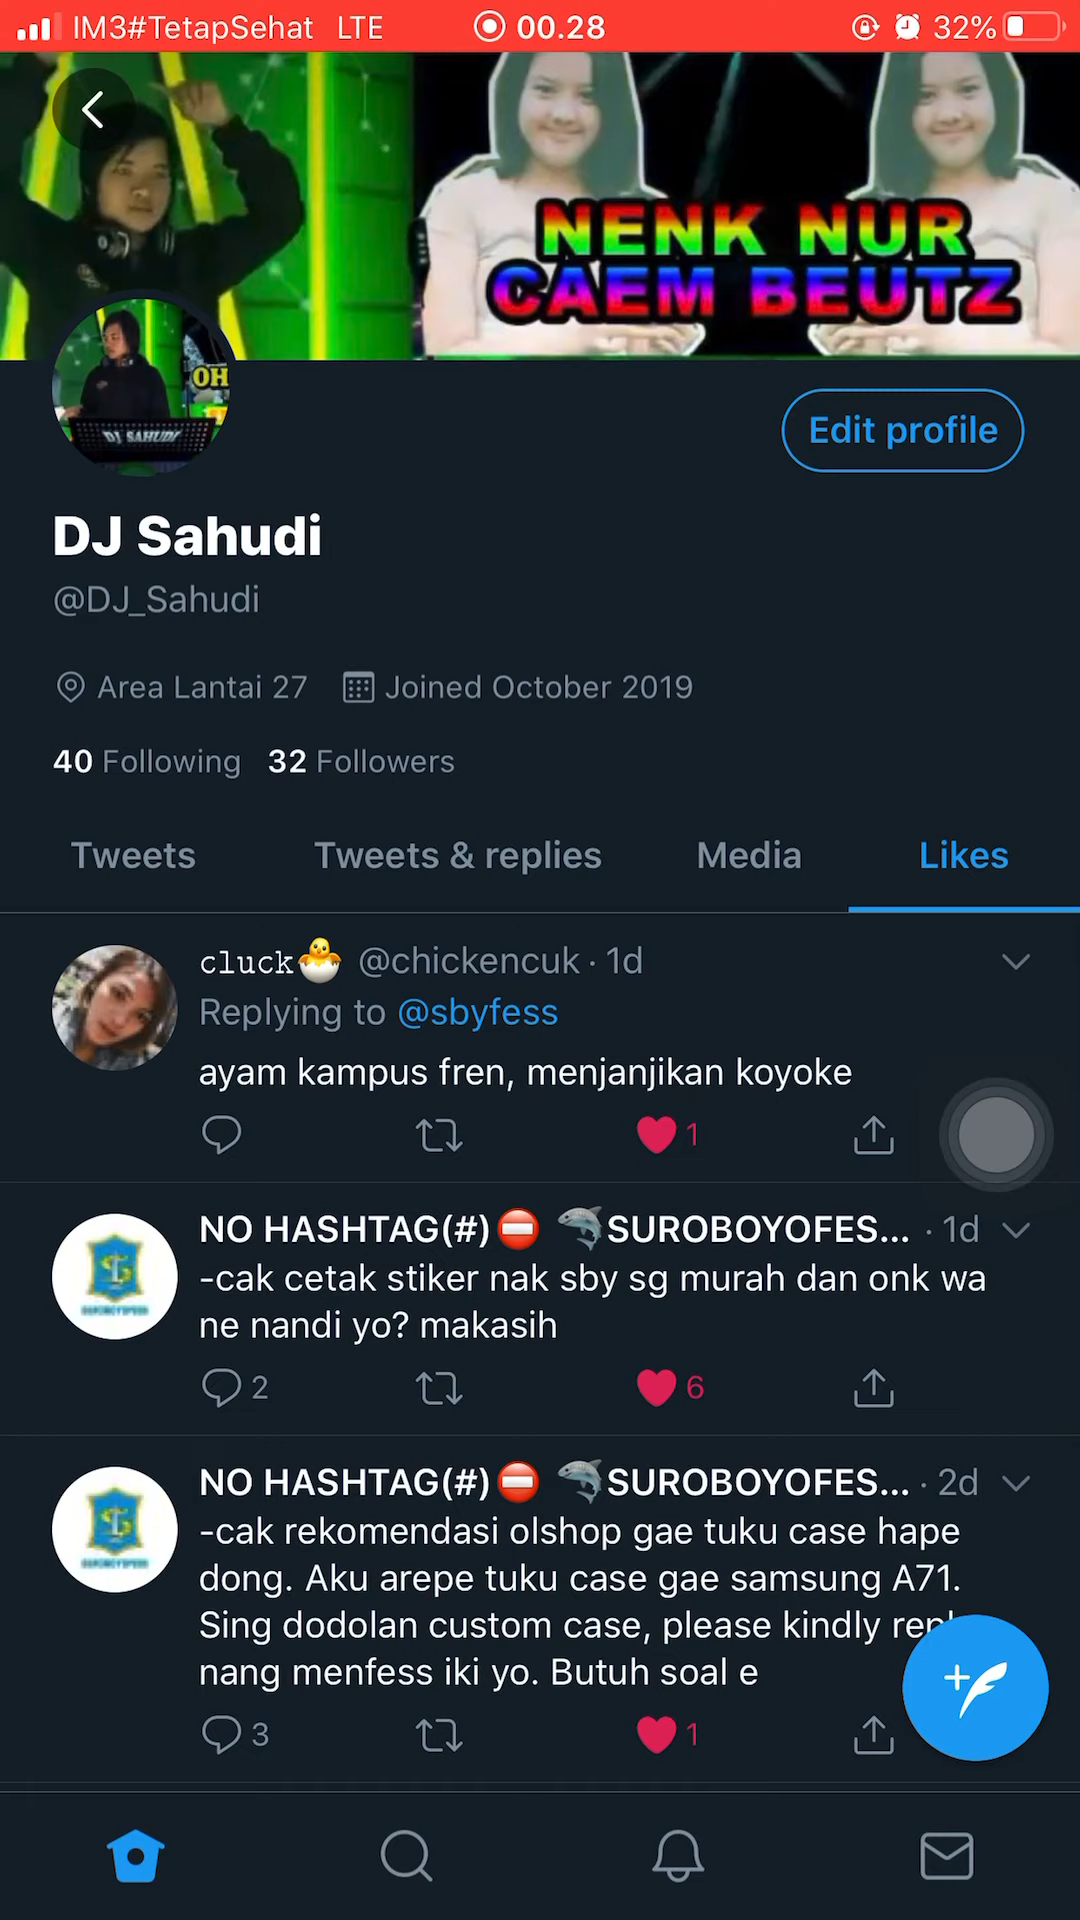 IM3#TetapSehat LTE 00.28 32%
NENK NUR
CAEM BEUTZ
OH
DJ SAHUDI
Edit profile
DJ Sahudi
@DJ_Sahudi
Area Lantai 27 Joined October 2019
40 Following 32 Followers
Tweets Tweets & replies Media Likes
cluck🐣 @chickencuk · 1d
Replying to @sbyfess
ayam kampus fren, menjanjikan koyoke
1
NO HASHTAG(#)⛔ 🦈SUROBOYOFES... · 1d
-cak cetak stiker nak sby sg murah dan onk wa
ne nandi yo? makasih
2 6
NO HASHTAG(#)⛔ 🦈SUROBOYOFES... · 2d
-cak rekomendasi olshop gae tuku case hape
dong. Aku arepe tuku case gae samsung A71.
Sing dodolan custom case, please kindly
nang menfess iki yo. Butuh soal e
3 1